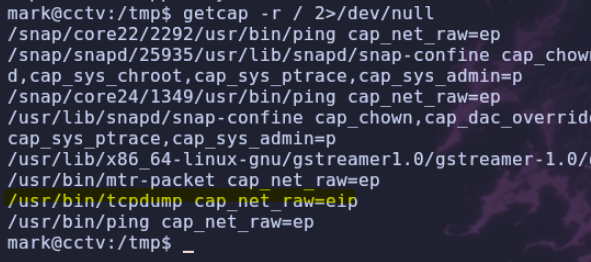 mark@cctv:/tmp$ getcap -r / 2>/dev/null
/snap/core22/2292/usr/bin/ping cap_net_raw=ep
/snap/snapd/25935/usr/lib/snapd/snap-confine cap_chown
d,cap_sys_chroot,cap_sys_ptrace,cap_sys_admin=p
/snap/core24/1349/usr/bin/ping cap_net_raw=ep
/usr/lib/snapd/snap-confine cap_chown,cap_dac_override
cap_sys_ptrace,cap_sys_admin=p
/usr/lib/x86_64-linux-gnu/gstreamer1.0/gstreamer-1.0/
/usr/bin/mtr-packet cap_net_raw=ep
/usr/bin/tcpdump cap_net_raw=eip
/usr/bin/ping cap_net_raw=ep
mark@cctv:/tmp$ _